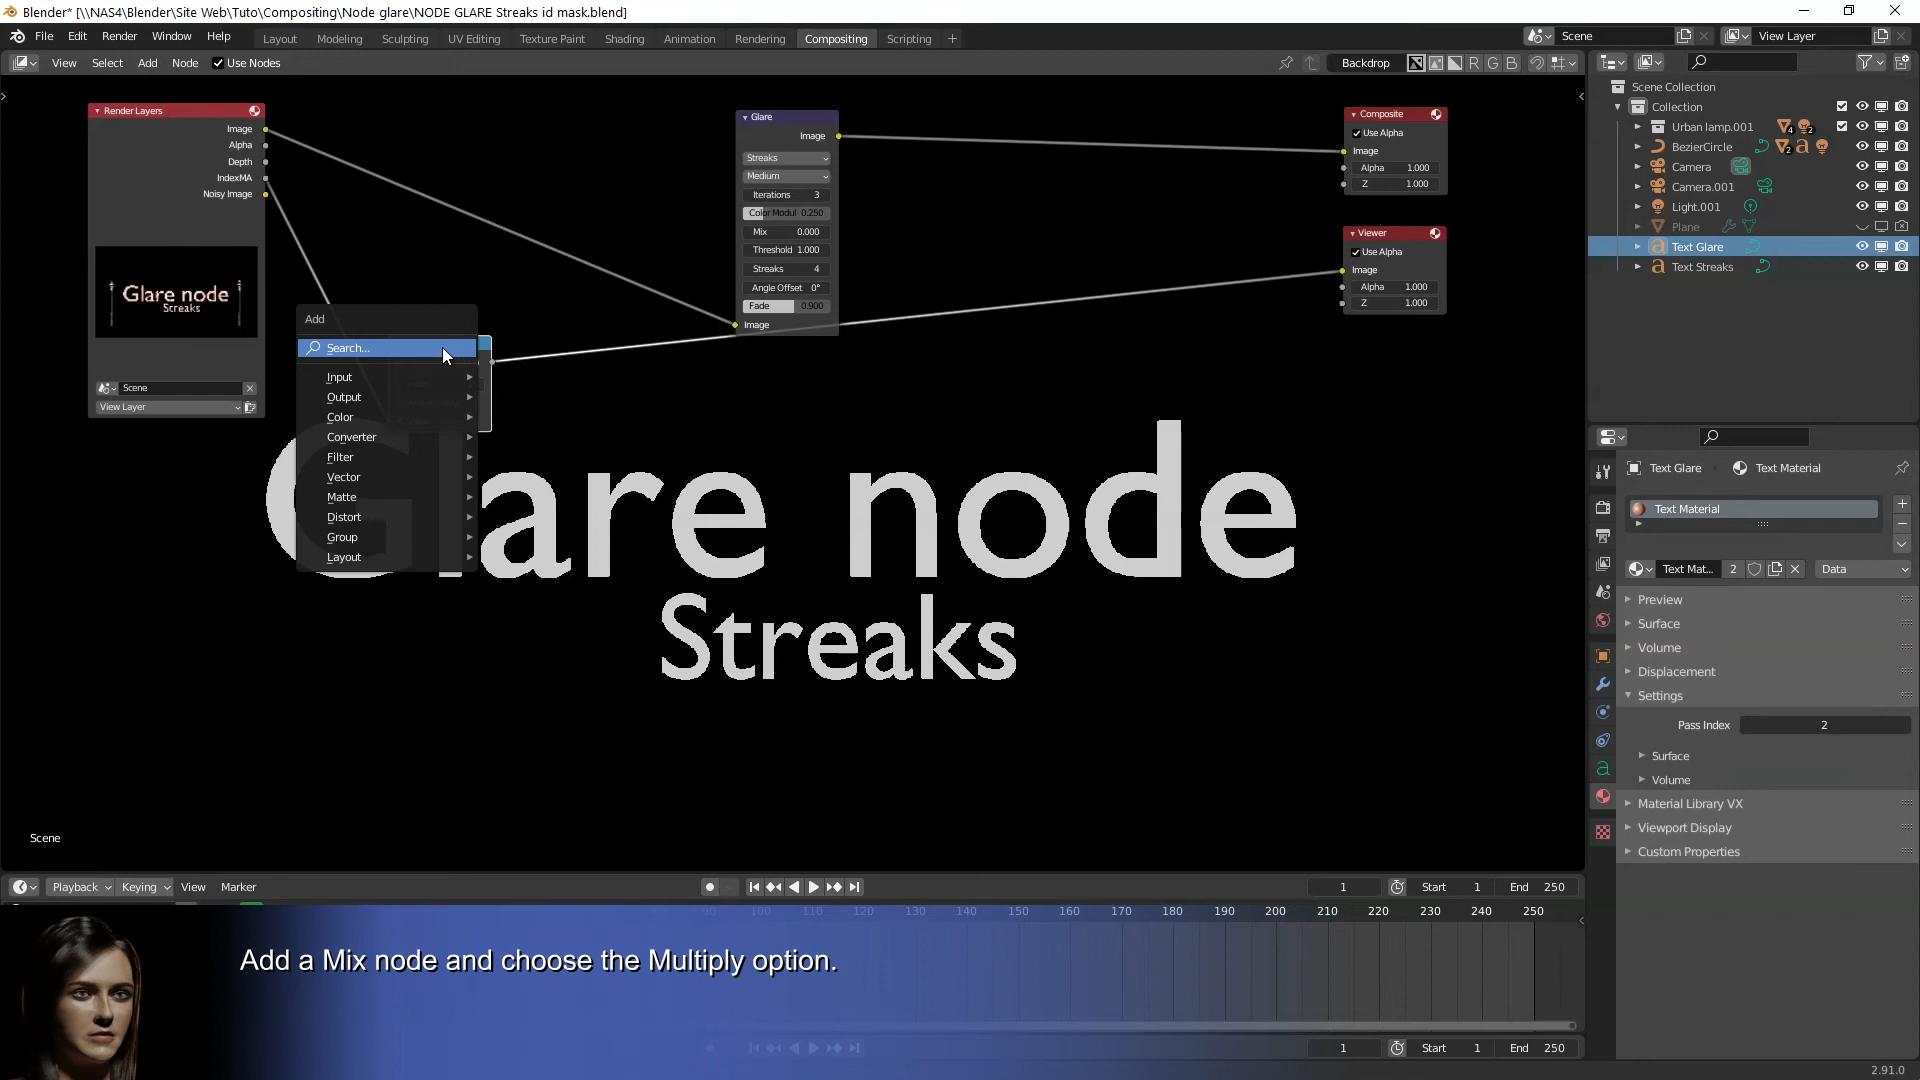 Blender* [\\NAS4\Blender\Site Web\Tuto\Compositing\Node glare\NODE GLARE Streaks id mask.blend]
File Edit Render Window Help Layout Modeling Sculpting UV Editing Texture Paint Shading Animation Rendering Compositing Scripting + Scene View Layer
View Select Add Node Use Nodes Backdrop R G B
Scene Collection
Collection
Urban lamp.001 4 2
BezierCircle 2
Camera
Camera.001
Light.001
Plane
Text Glare
Text Streaks
Render Layers
Image
Alpha
Depth
IndexMA
Noisy Image
Glare node
Streaks
Scene
View Layer
Glare
Image
Streaks
Medium
Iterations 3
Color Modul 0.250
Mix 0.000
Threshold 1.000
Streaks 4
Angle Offset 0°
Fade 0.900
Image
Composite
Use Alpha
Image
Alpha 1.000
Z 1.000
Viewer
Use Alpha
Image
Alpha 1.000
Z 1.000
Add
Search...
Input
Output
Color
Converter
Filter
Vector
Matte
Distort
Group
Layout
Glare node
Streaks
Scene
Text Glare Text Material
Text Material
Text Mat... 2 Data
Preview
Surface
Volume
Displacement
Settings
Pass Index 2
Surface
Volume
Material Library VX
Viewport Display
Custom Properties
Playback Keying View Marker 1 Start 1 End 250
90 100 110 120 130 140 150 160 170 180 190 200 210 220 230 240 250
Add a Mix node and choose the Multiply option.
1 Start 1 End 250
2.91.0